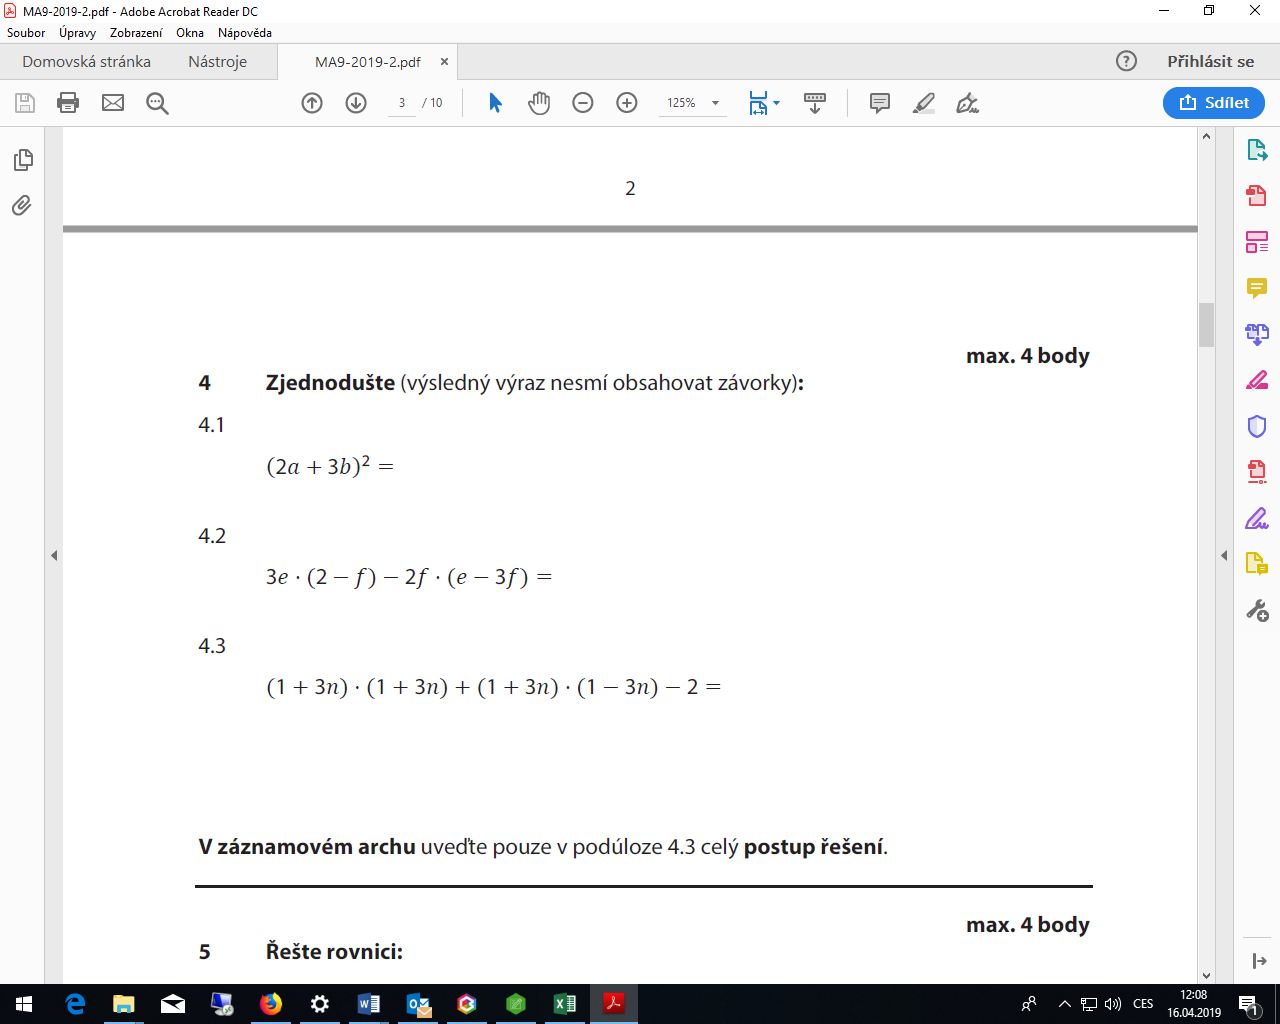 MA9-2019-2.pdf - Adobe Acrobat Reader DC
Soubor Úpravy Zobrazení Okna Nápověda
Domovská stránka Nástroje MA9-2019-2.pdf × Přihlásit se
3 / 10 125% Sdílet
2
max. 4 body
4 Zjednodušte (výsledný výraz nesmí obsahovat závorky):
4.1
(2a + 3b)² =
4.2
3e · (2 − f) − 2f · (e − 3f) =
4.3
(1 + 3n) · (1 + 3n) + (1 + 3n) · (1 − 3n) − 2 =
V záznamovém archu uveďte pouze v podúloze 4.3 celý postup řešení.
max. 4 body
5 Řešte rovnici:
CES 12:08
16.04.2019 1